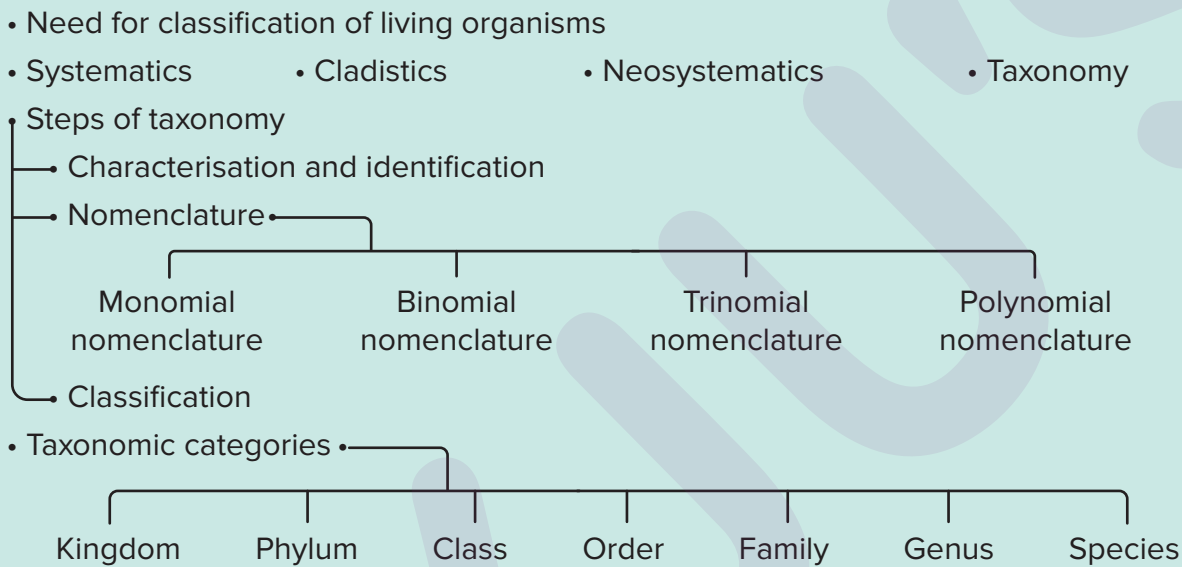 • Need for classification of living organisms
• Systematics • Cladistics • Neosystematics • Taxonomy
• Steps of taxonomy
Characterisation and identification
Nomenclature
Monomial Binomial Trinomial Polynomial
nomenclature nomenclature nomenclature nomenclature
Classification
• Taxonomic categories
Kingdom Phylum Class Order Family Genus Species